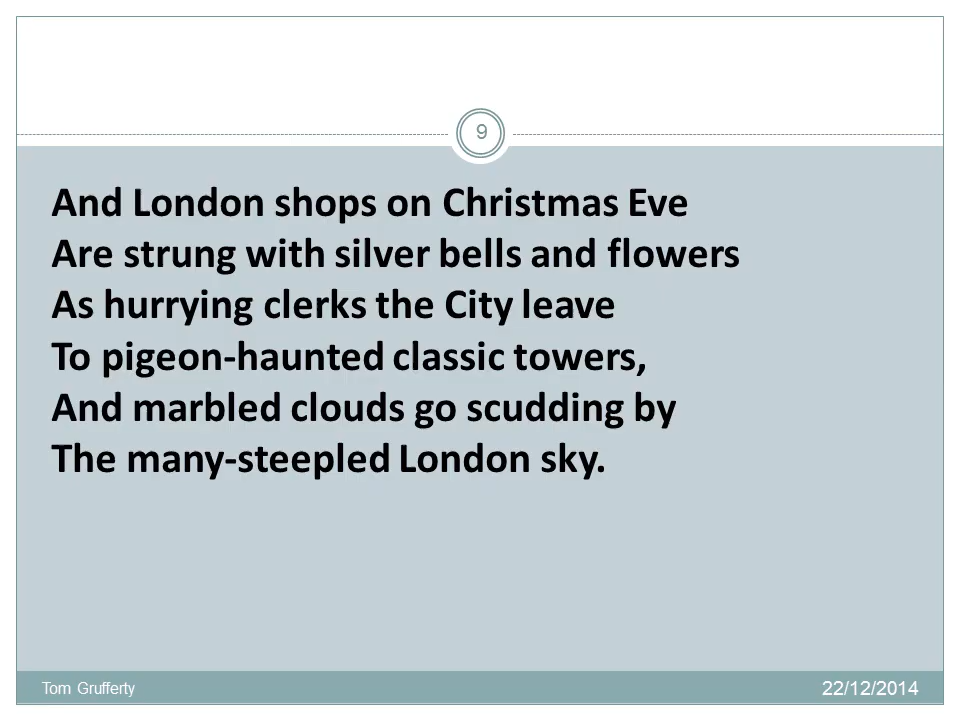 9
And London shops on Christmas Eve
Are strung with silver bells and flowers
As hurrying clerks the City leave
To pigeon-haunted classic towers,
And marbled clouds go scudding by
The many-steepled London sky.
Tom Grufferty
22/12/2014